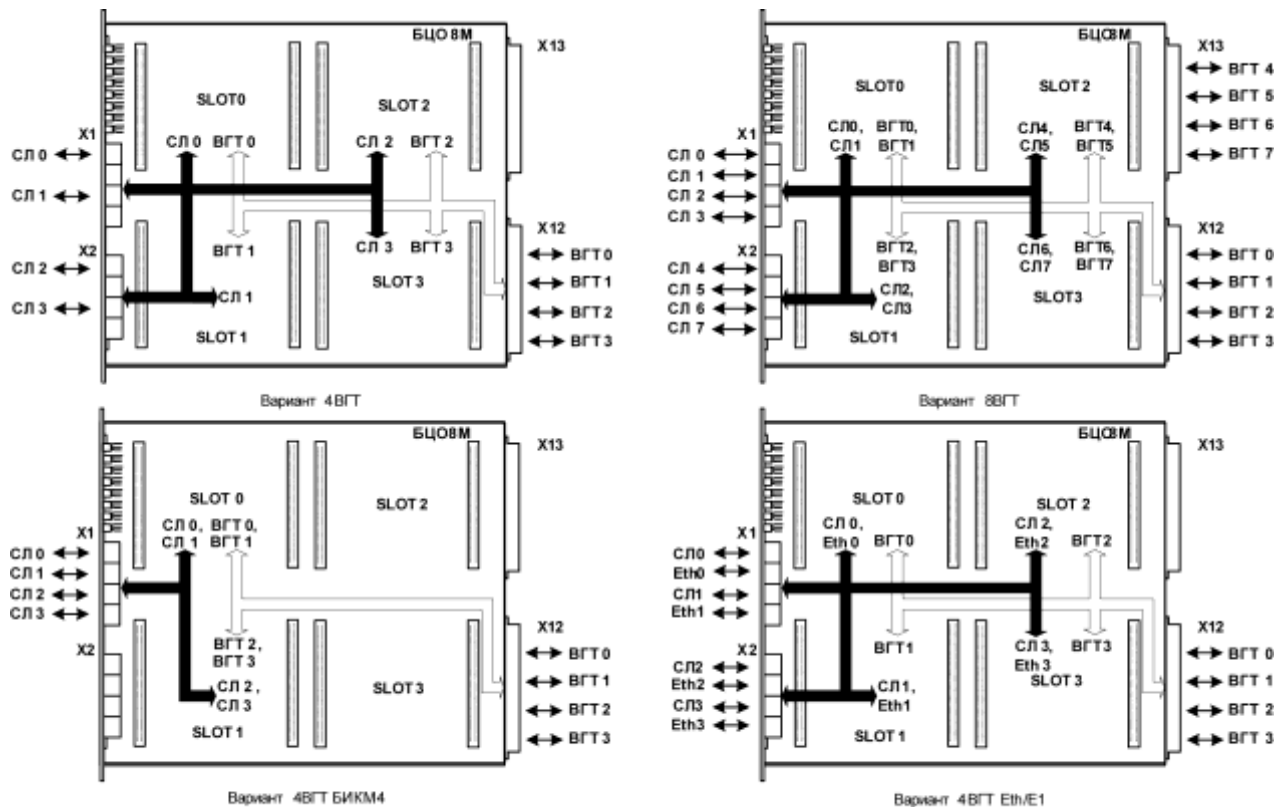 БЦО8М
X13
SLOT0
SLOT 2
X1
СЛ 0
СЛ 0
ВГТ 0
СЛ 2
ВГТ 2
СЛ 1
X2
ВГТ 1
СЛ 3
ВГТ 3
X12
СЛ 2
SLOT 3
ВГТ 0
СЛ 3
СЛ 1
ВГТ 1
SLOT 1
ВГТ 2
ВГТ 3
Вариант 4ВГТ
БЦО8М
X13
ВГТ 4
SLOT0
SLOT 2
ВГТ 5
ВГТ 6
X1
СЛ0,
СЛ1
ВГТ0,
ВГТ1
СЛ4,
СЛ5
ВГТ4,
ВГТ5
ВГТ 7
СЛ 0
СЛ 1
СЛ 2
СЛ 3
X2
ВГТ2,
ВГТ3
СЛ6,
СЛ7
ВГТ6,
ВГТ7
X12
СЛ 4
СЛ 5
СЛ 6
СЛ 7
СЛ2,
СЛ3
SLOT3
ВГТ 0
ВГТ 1
ВГТ 2
ВГТ 3
SLOT1
Вариант 8ВГТ
БЦО8М
X13
SLOT 0
SLOT 2
X1
СЛ 0,
СЛ 1
ВГТ 0,
ВГТ 1
СЛ 0
СЛ 1
СЛ 2
СЛ 3
X2
ВГТ 2,
ВГТ 3
X12
СЛ 2,
СЛ 3
SLOT 3
ВГТ 0
ВГТ 1
ВГТ 2
ВГТ 3
SLOT 1
Вариант 4ВГТ БИКМ4
БЦО8М
X13
SLOT 0
SLOT 2
X1
СЛ 0,
Eth 0
ВГТ0
СЛ 2,
Eth2
ВГТ2
СЛ0
Eth0
СЛ1
Eth1
X2
ВГТ1
СЛ 3,
Eth 3
ВГТ3
X12
СЛ2
Eth2
СЛ3
Eth3
СЛ1,
Eth1
SLOT 3
ВГТ 0
ВГТ 1
ВГТ 2
ВГТ 3
SLOT 1
Вариант 4ВГТ Eth/E1